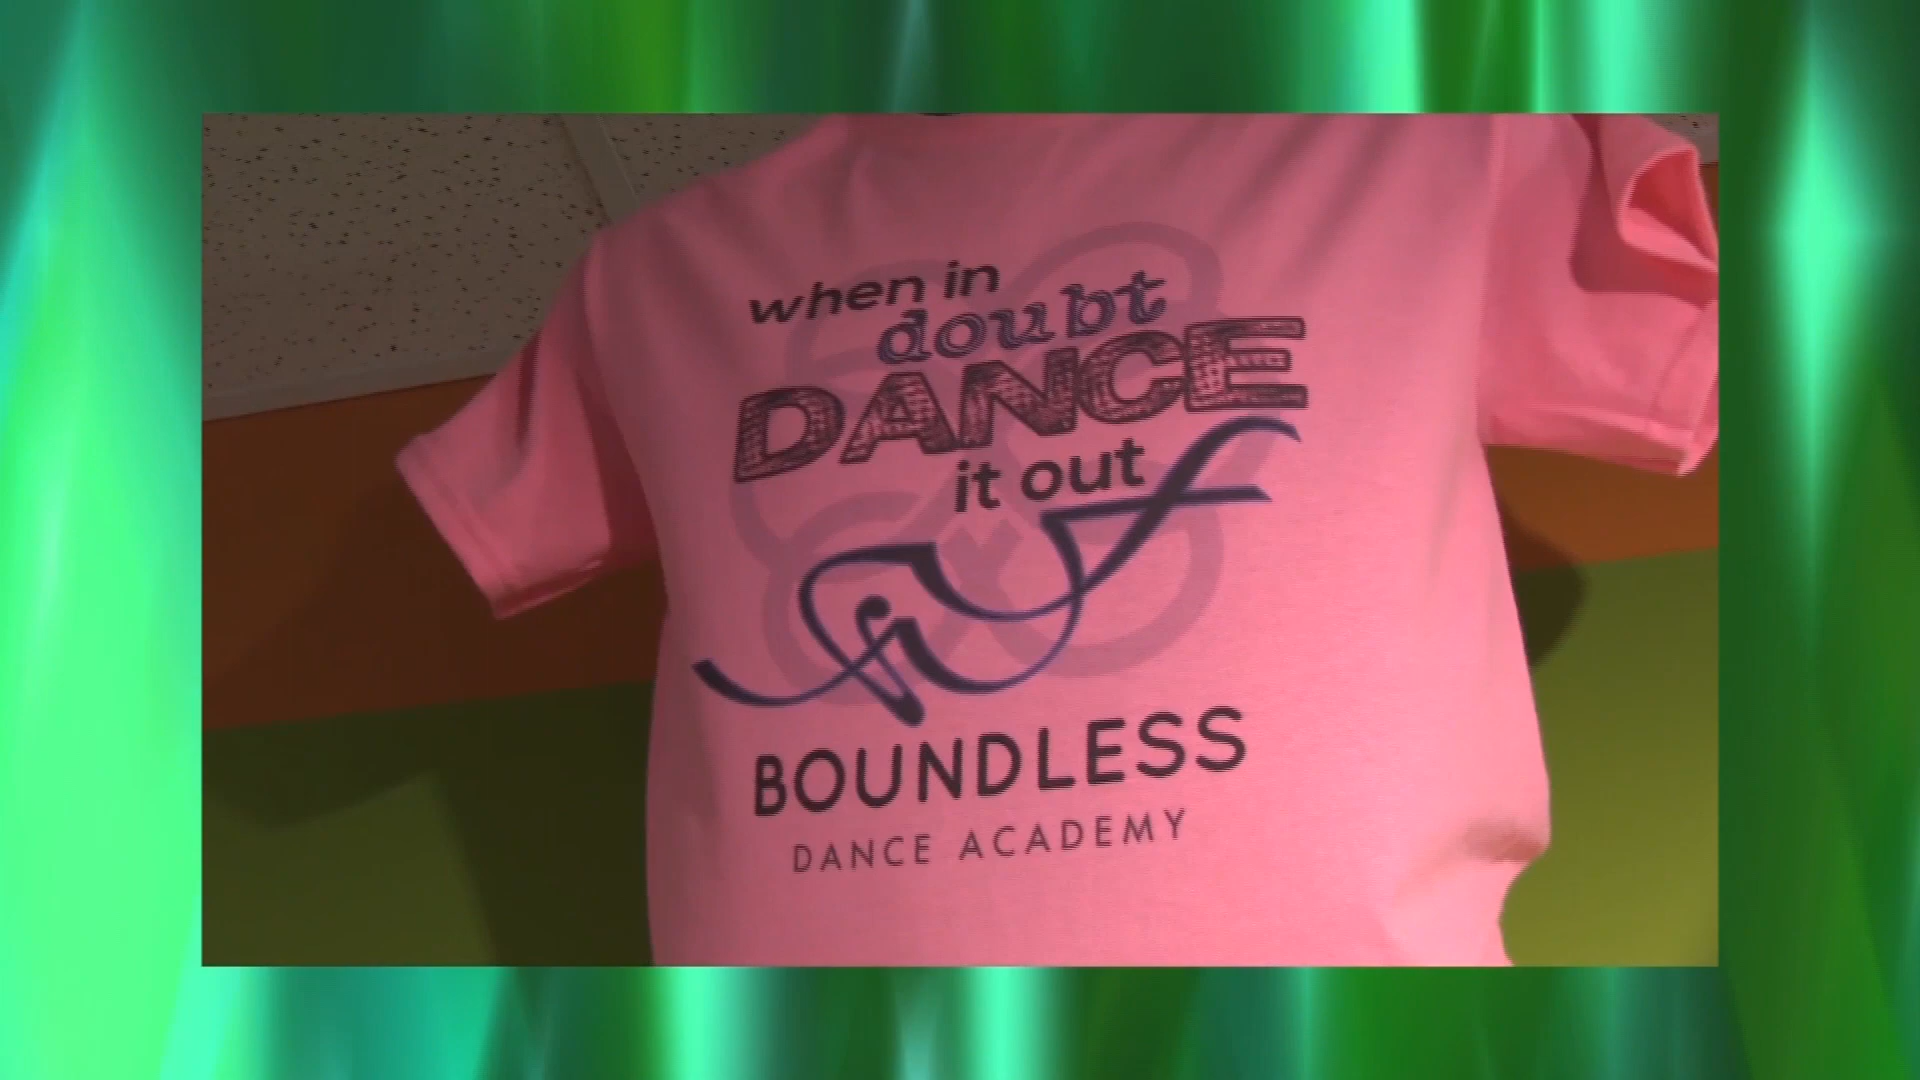 when in
doubt
DANCE
it out
BOUNDLESS
DANCE ACADEMY